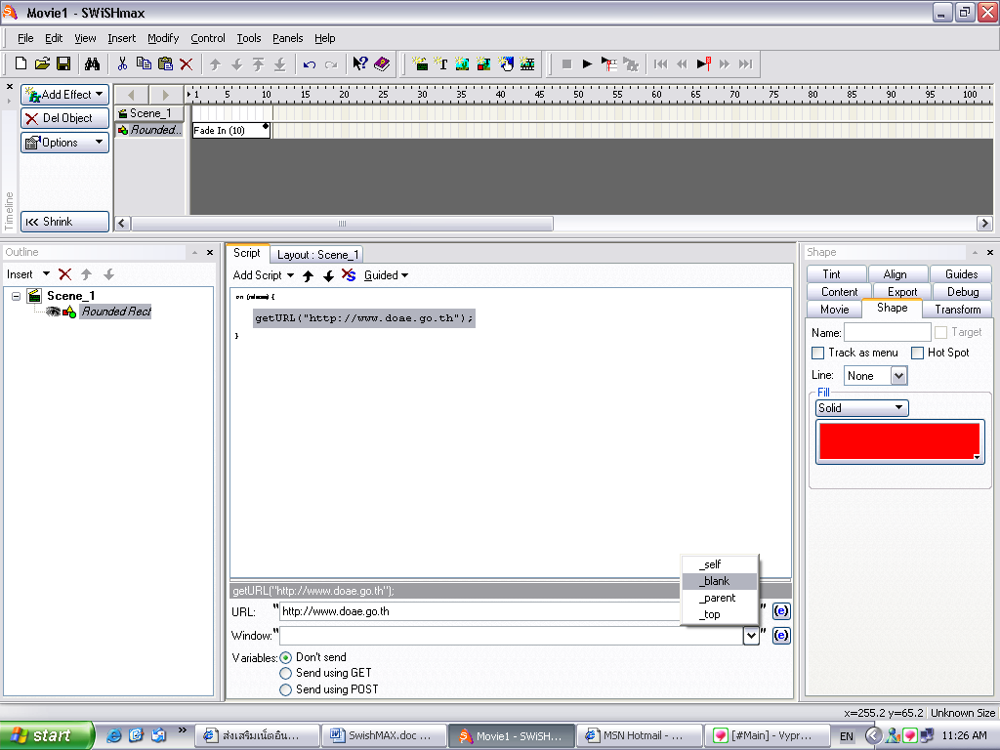 Movie1 - SWiSHmax
File Edit View Insert Modify Control Tools Panels Help
Add Effect
1 5 10 15 20 25 30 35 40 45 50 55 60 65 70 75 80 85 90 95 100
Del Object
Scene_1
Options
Rounded...
Fade In (10)
Timeline
Shrink
Outline
Insert
Scene_1
Rounded Rect
Script
Layout : Scene_1
Add Script
Guided
on (release) {
getURL("http://www.doae.go.th");
}
getURL("http://www.doae.go.th");
URL: "http://www.doae.go.th" (e)
Window: " " (e)
_self
_blank
_parent
_top
Variables: Don't send
Send using GET
Send using POST
Shape
Tint Align Guides
Content Export Debug
Movie Shape Transform
Name: Target
Track as menu Hot Spot
Line: None
Fill
Solid
x=255.2 y=65.2 Unknown Size
start
ส่งเสริมเน็ตอิน...
SwishMAX.doc ...
Movie1 - SWiSH...
MSN Hotmail - ...
[#Main] - Vypr...
EN
11:26 AM